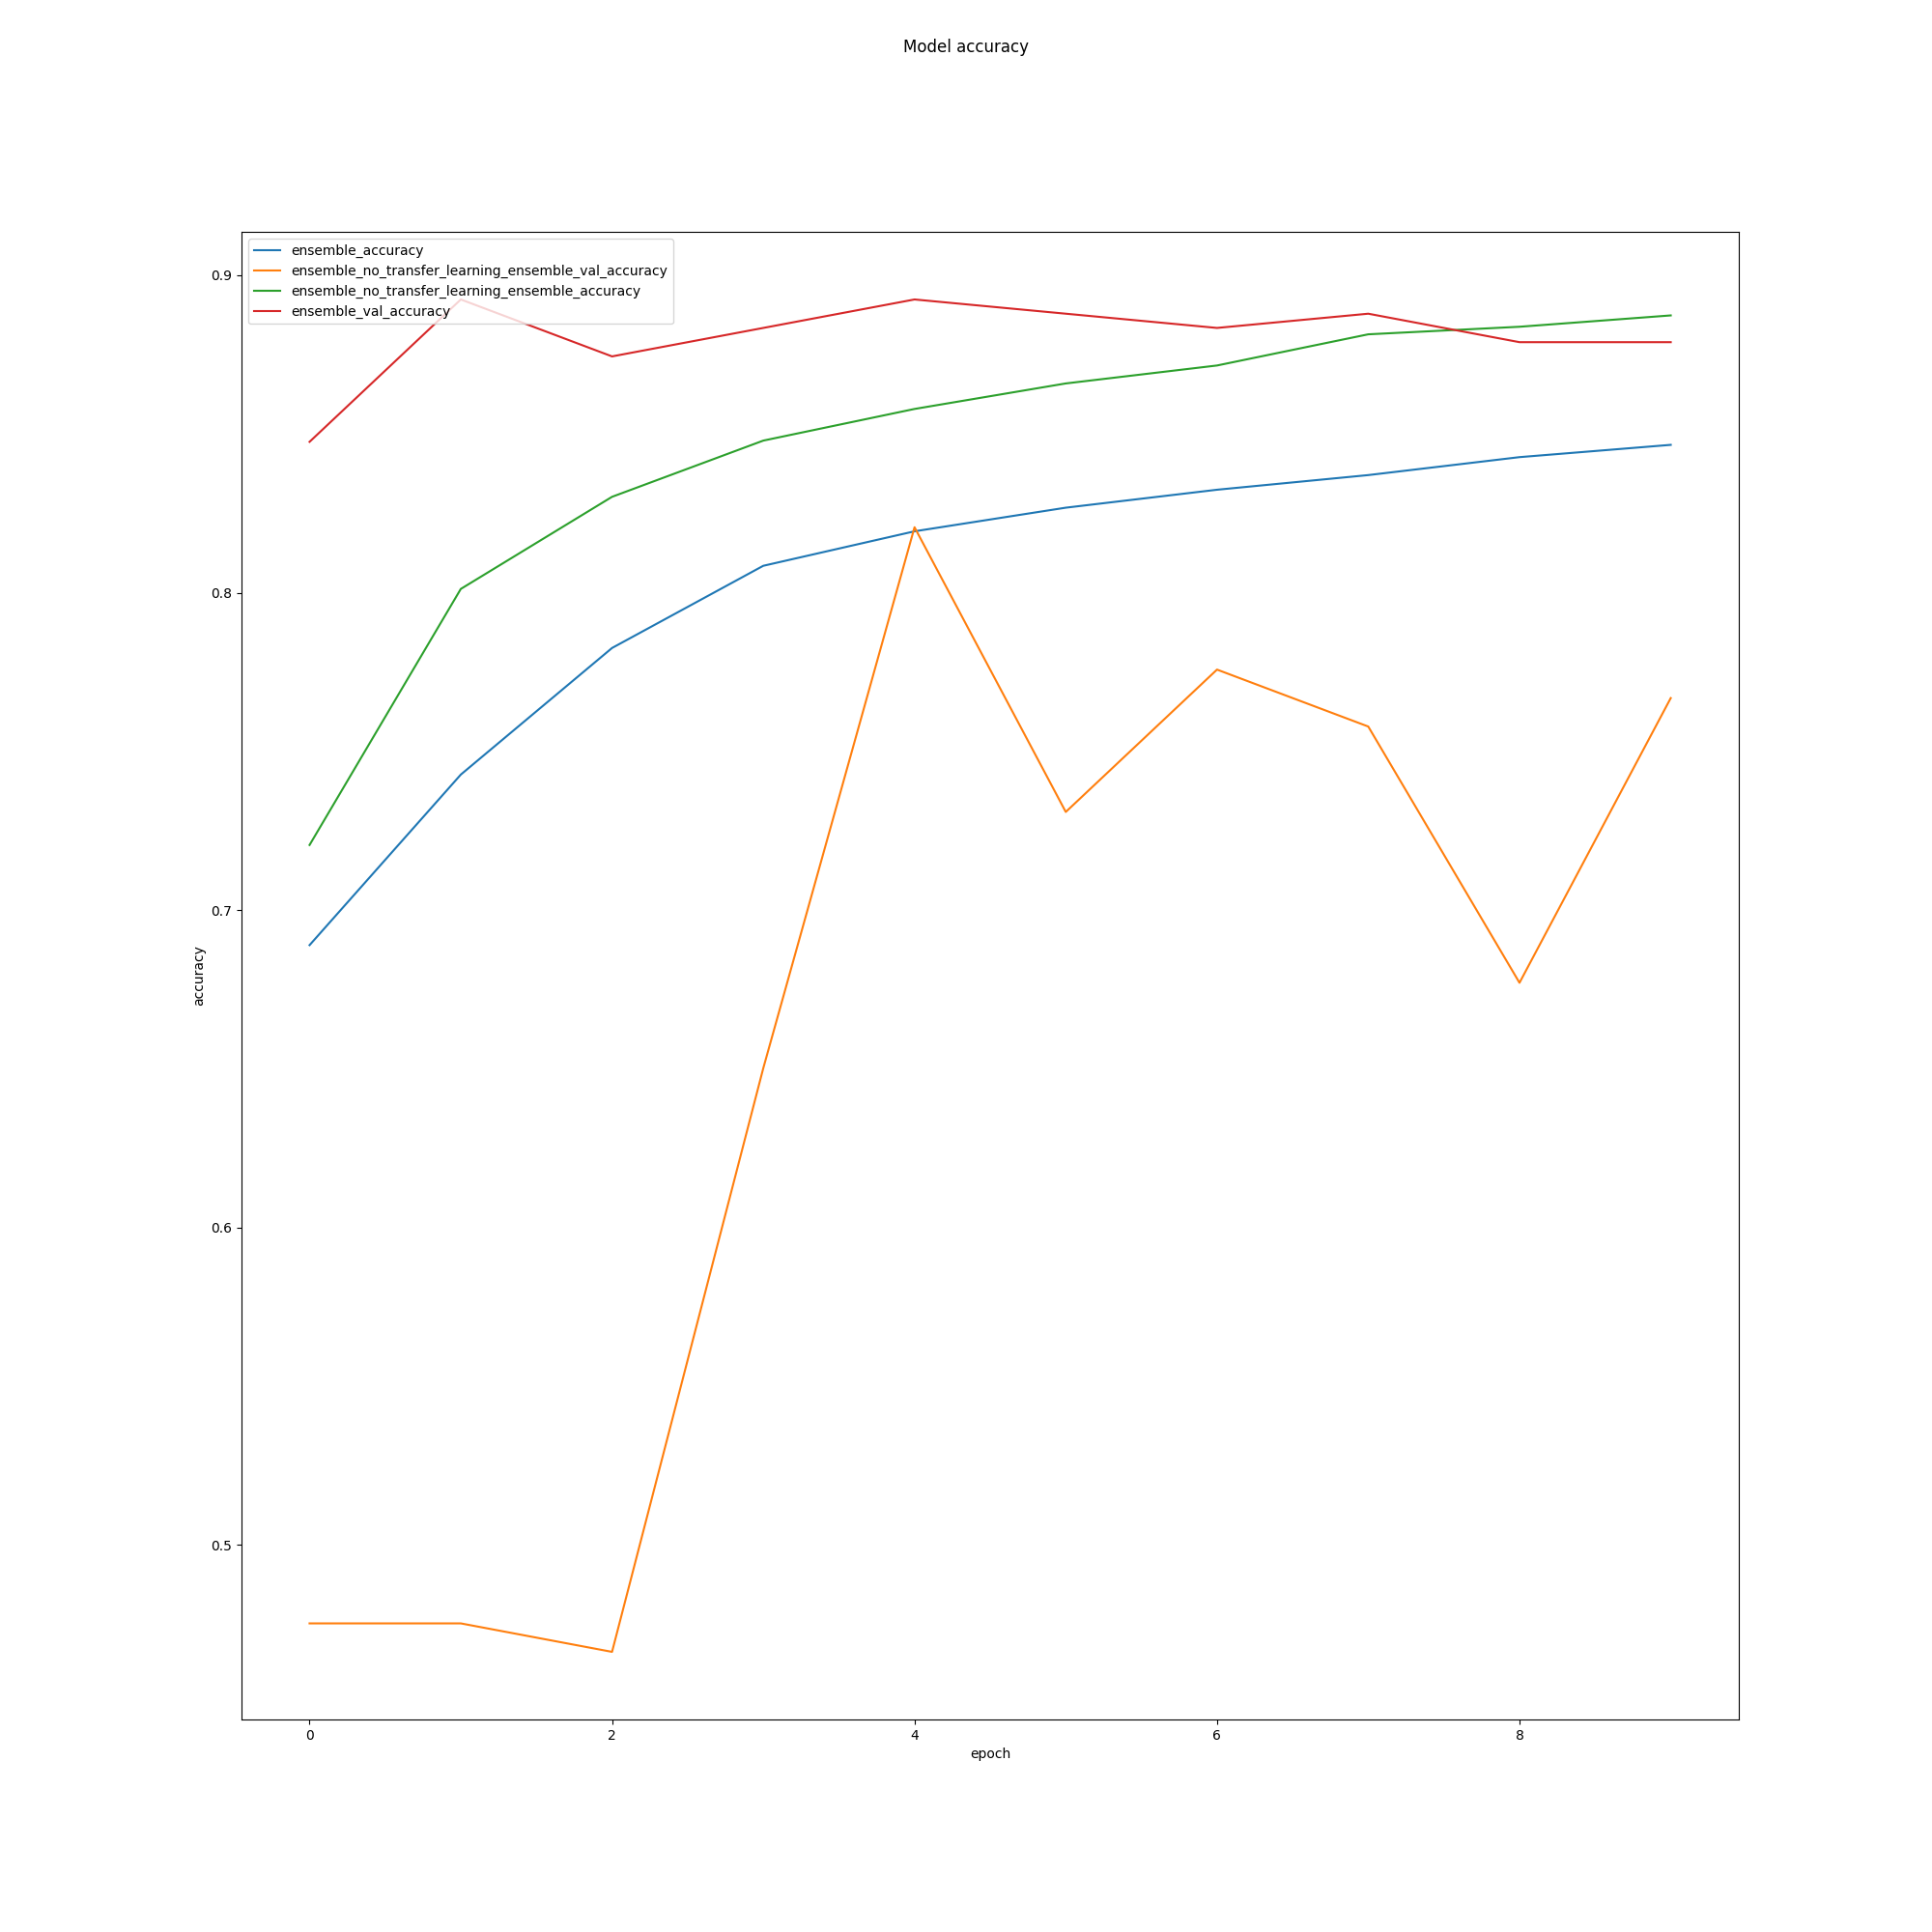 Model accuracy
ensemble_accuracy
ensemble_no_transfer_learning_ensemble_val_accuracy
ensemble_no_transfer_learning_ensemble_accuracy
ensemble_val_accuracy
0.9
0.8
0.7
0.6
0.5
accuracy
0 2 4 6 8
epoch